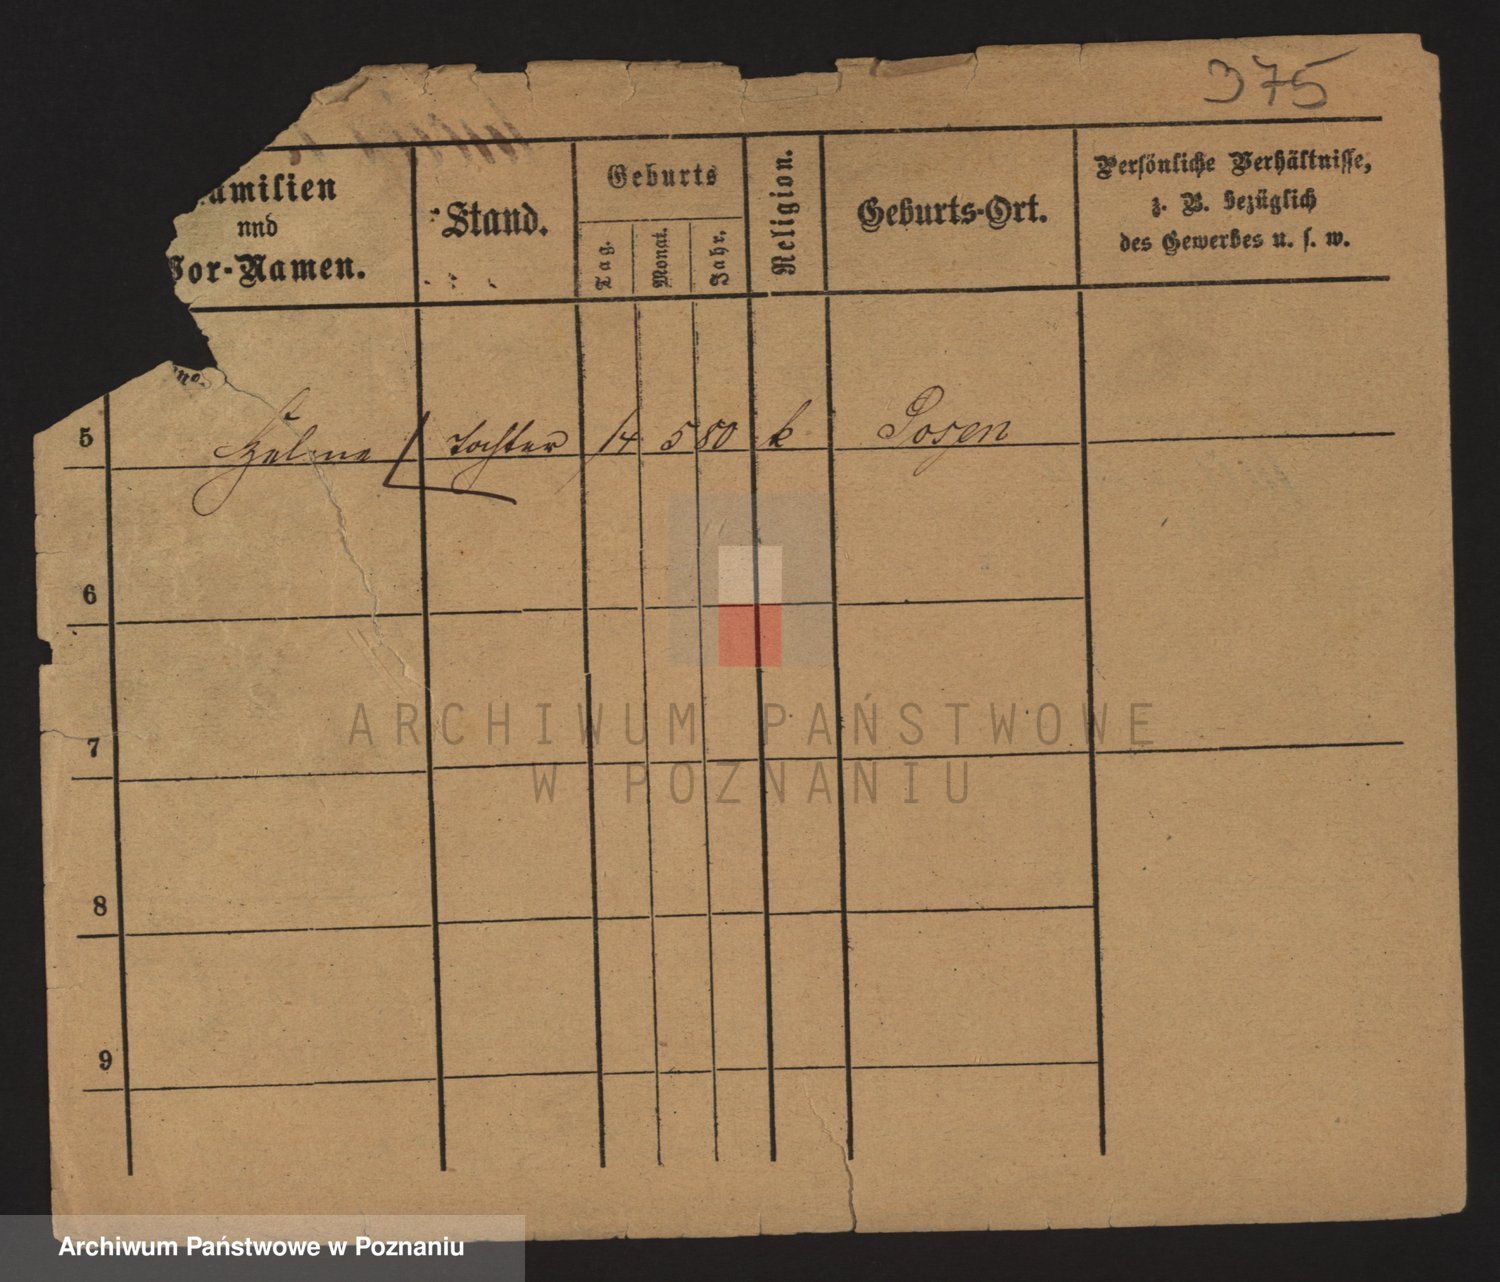 375
amilien
und
Vor-Namen.
Stand.
Geburts
Tag.
Monat.
Jahr.
Religion.
Geburts-Ort.
Persönliche Verhältnisse,
z. B. bezüglich
des Gewerbes u. s. w.
5 Tochter 14 5 80 k Posen
6
7
8
9
ARCHIWUM PAŃSTWOWE
W POZNANIU
Archiwum Państwowe w Poznaniu